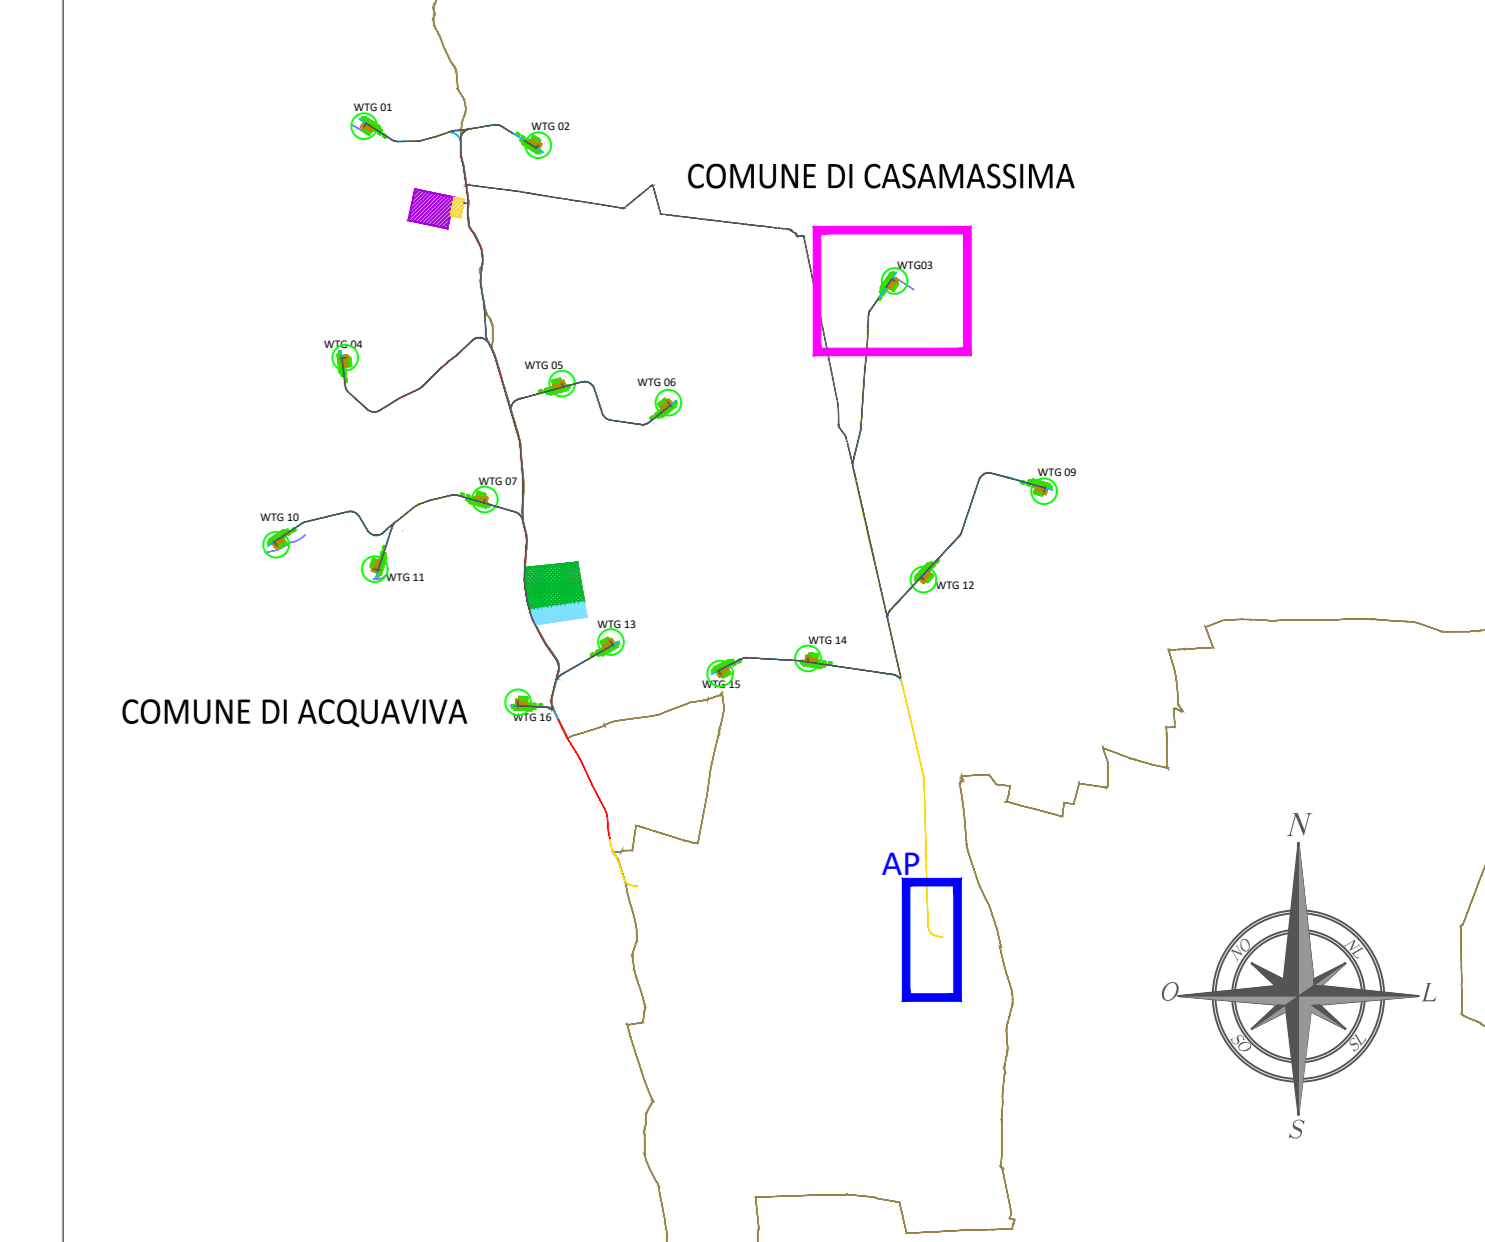 WTG 01
WTG 02
COMUNE DI CASAMASSIMA
WTG03
WTG 04
WTG 05
WTG 06
WTG 09
WTG 07
WTG 10
WTG 11
WTG 12
WTG 13
WTG 14
WTG 15
COMUNE DI ACQUAVIVA
WTG 16
AP
N
NO
NL
O
L
SO
SL
S